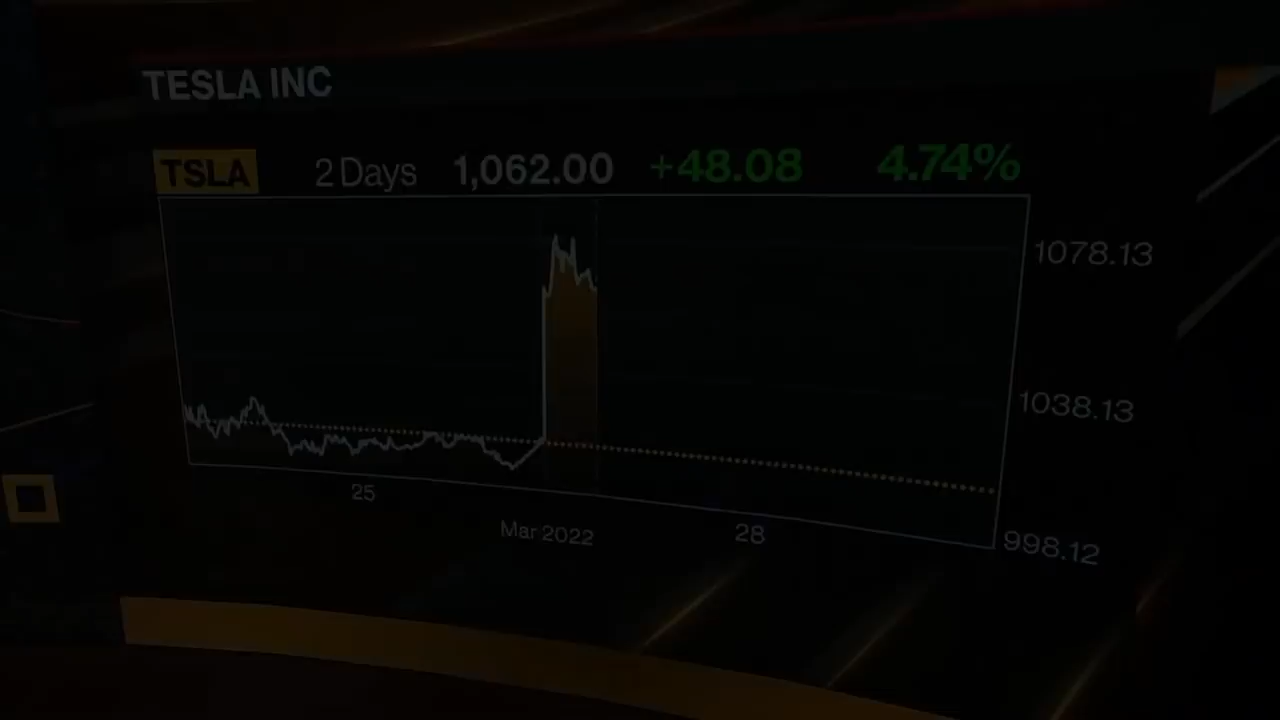 TESLA INC
TSLA 2 Days 1,062.00 +48.08 4.74%
1078.13
1038.13
998.12
25 28
Mar 2022